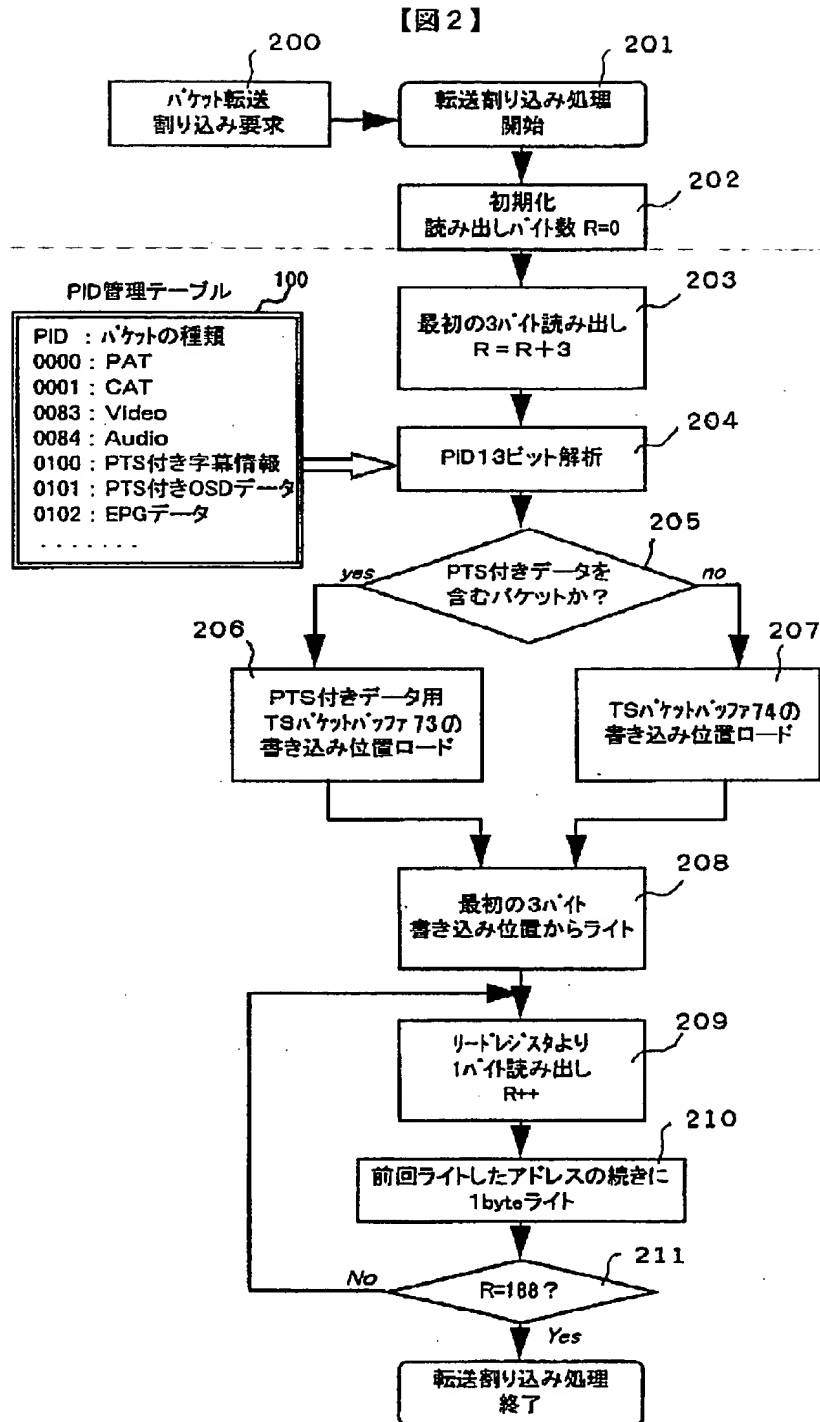 【図2】
200
201
パケット転送
割り込み要求
転送割り込み処理
開始
202
初期化
読み出しバイト数 R=0
PID管理テーブル
100
203
PID : パケットの種類
0000 : PAT
0001 : CAT
0083 : Video
0084 : Audio
0100 : PTS付き字幕情報
0101 : PTS付きOSDデータ
0102 : EPGデータ
. . . . . . .
最初の3バイト読み出し
R=R+3
204
PID13ビット解析
205
yes
PTS付きデータを
含むパケットか?
no
206
207
PTS付きデータ用
TSパケットバッファ73の
書き込み位置ロード
TSパケットバッファ74の
書き込み位置ロード
208
最初の3バイト
書き込み位置からライト
209
リードレジスタより
1バイト読み出し
R++
210
前回ライトしたアドレスの続きに
1byteライト
211
No
R=188?
Yes
転送割り込み処理
終了